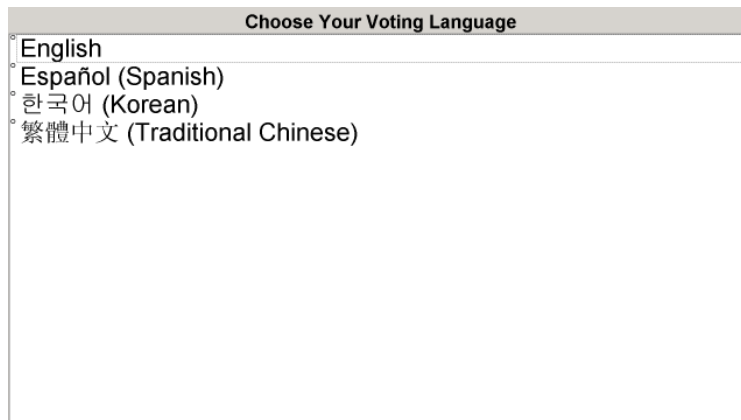 Choose Your Voting Language
English
Español (Spanish)
한국어 (Korean)
繁體中文 (Traditional Chinese)